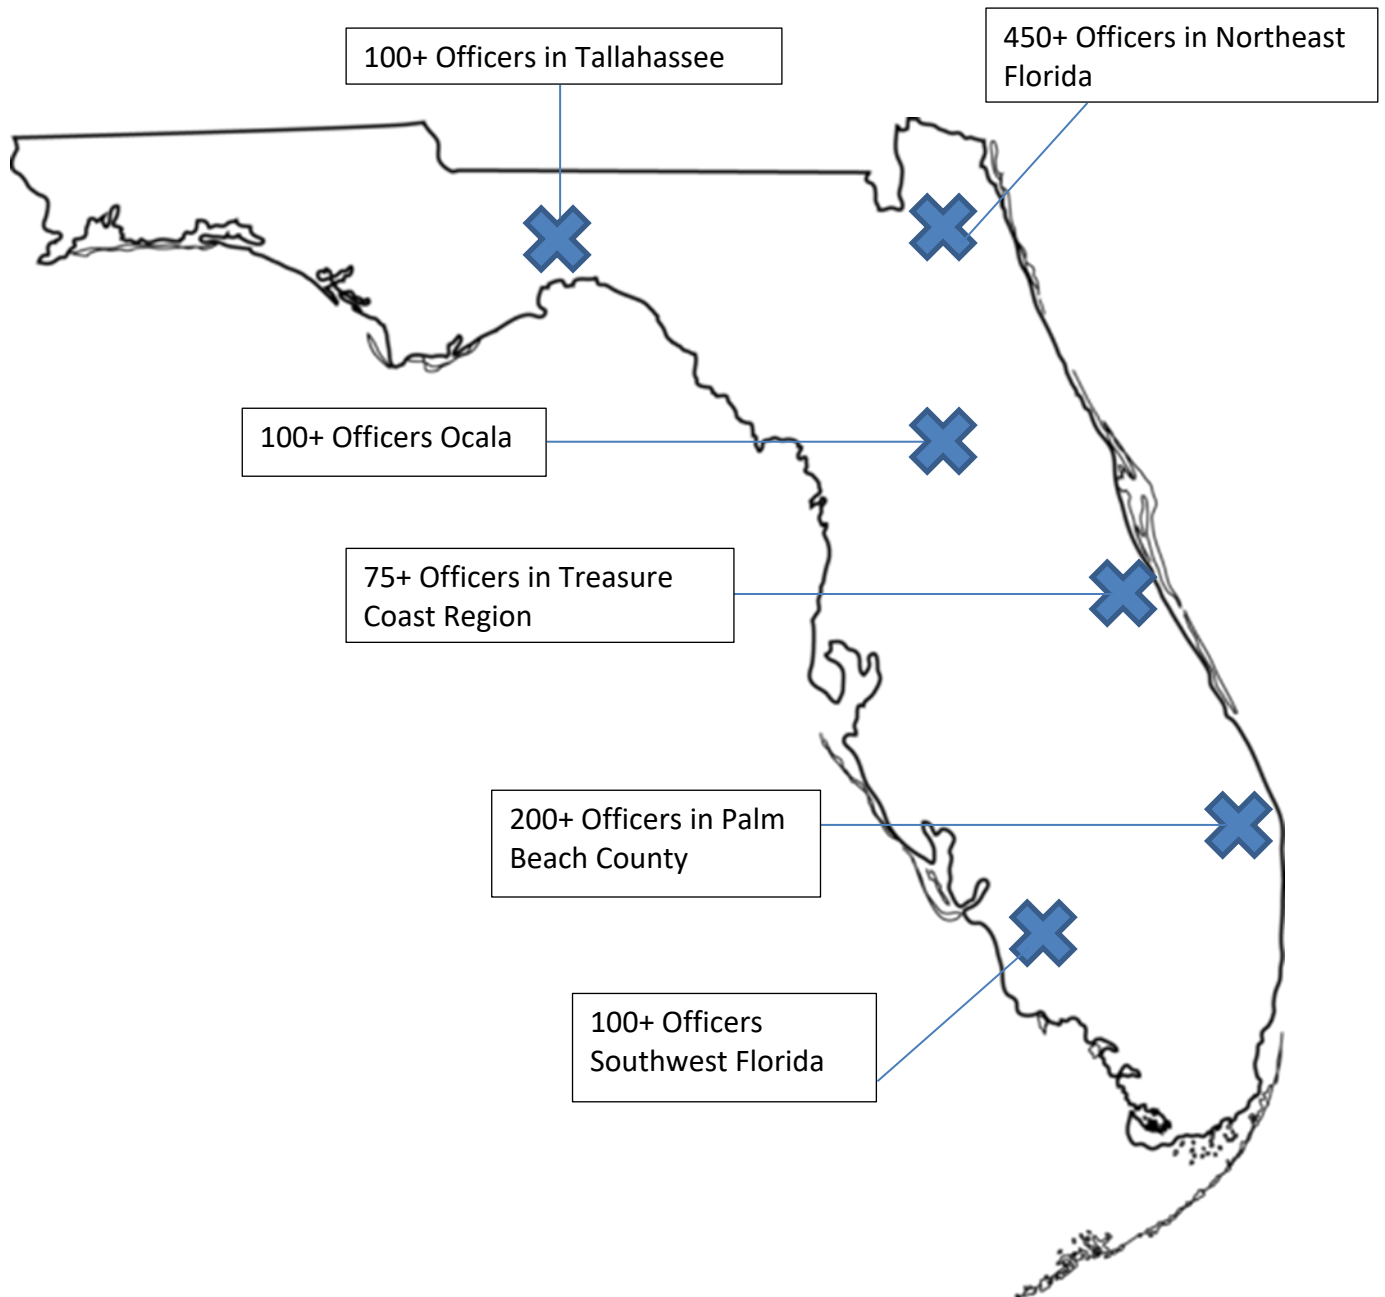 100+ Officers in Tallahassee
450+ Officers in Northeast
Florida
100+ Officers Ocala
75+ Officers in Treasure
Coast Region
200+ Officers in Palm
Beach County
100+ Officers
Southwest Florida